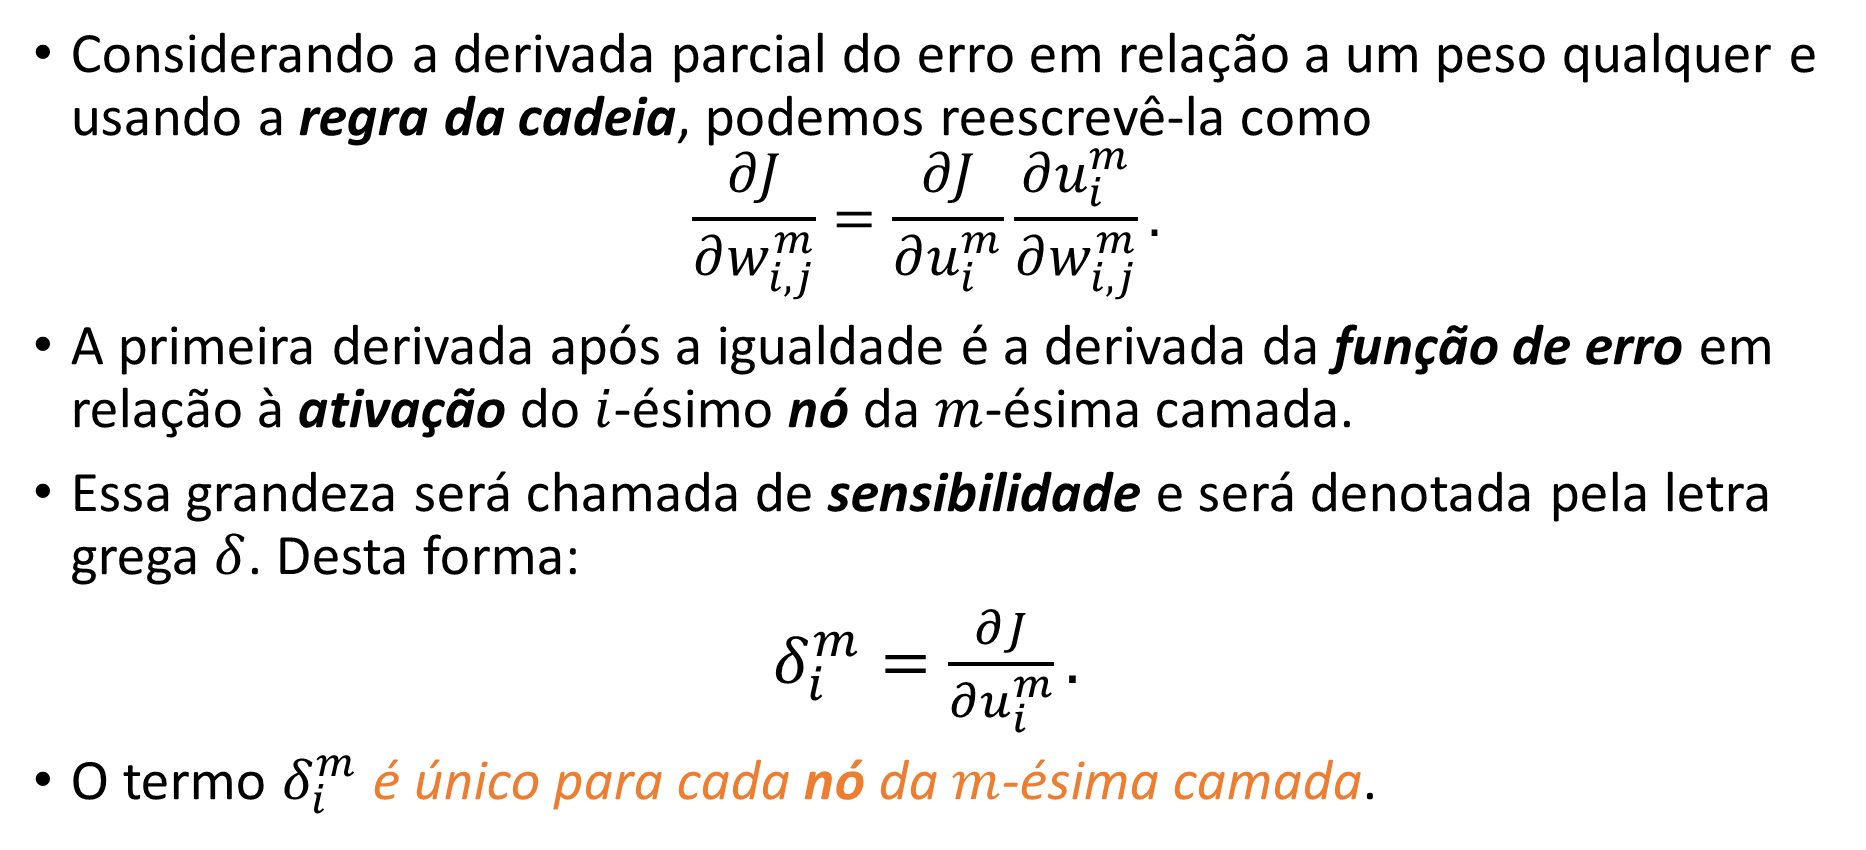 • Considerando a derivada parcial do erro em relação a um peso qualquer e
usando a regra da cadeia, podemos reescrevê-la como
∂J/∂w_{i,j}^m = ∂J/∂u_i^m ∂u_i^m/∂w_{i,j}^m .
• A primeira derivada após a igualdade é a derivada da função de erro em
relação à ativação do i-ésimo nó da m-ésima camada.
• Essa grandeza será chamada de sensibilidade e será denotada pela letra
grega δ. Desta forma:
δ_i^m = ∂J/∂u_i^m .
• O termo δ_i^m é único para cada nó da m-ésima camada.